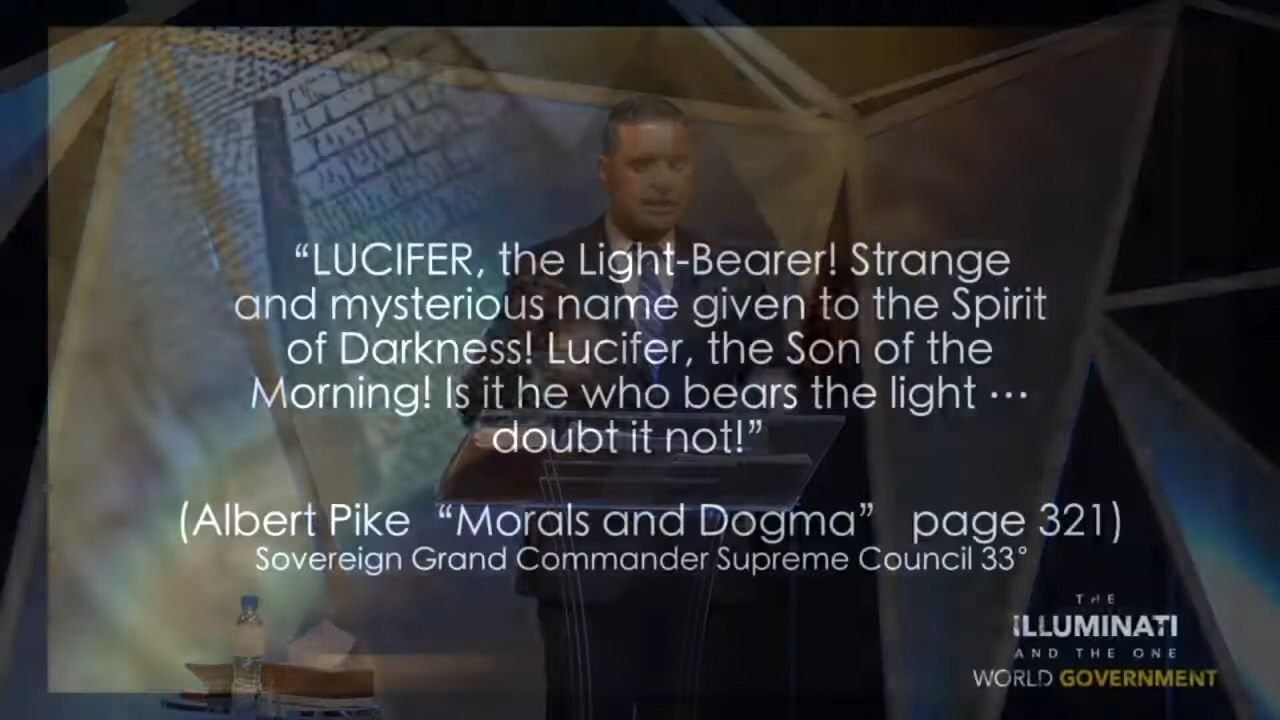 “LUCIFER, the Light-Bearer! Strange
and mysterious name given to the Spirit
of Darkness! Lucifer, the Son of the
Morning! Is it he who bears the light ···
doubt it not!”
(Albert Pike “Morals and Dogma” page 321)
Sovereign Grand Commander Supreme Council 33°
THE
ILLUMINATI
AND THE ONE
WORLD GOVERNMENT